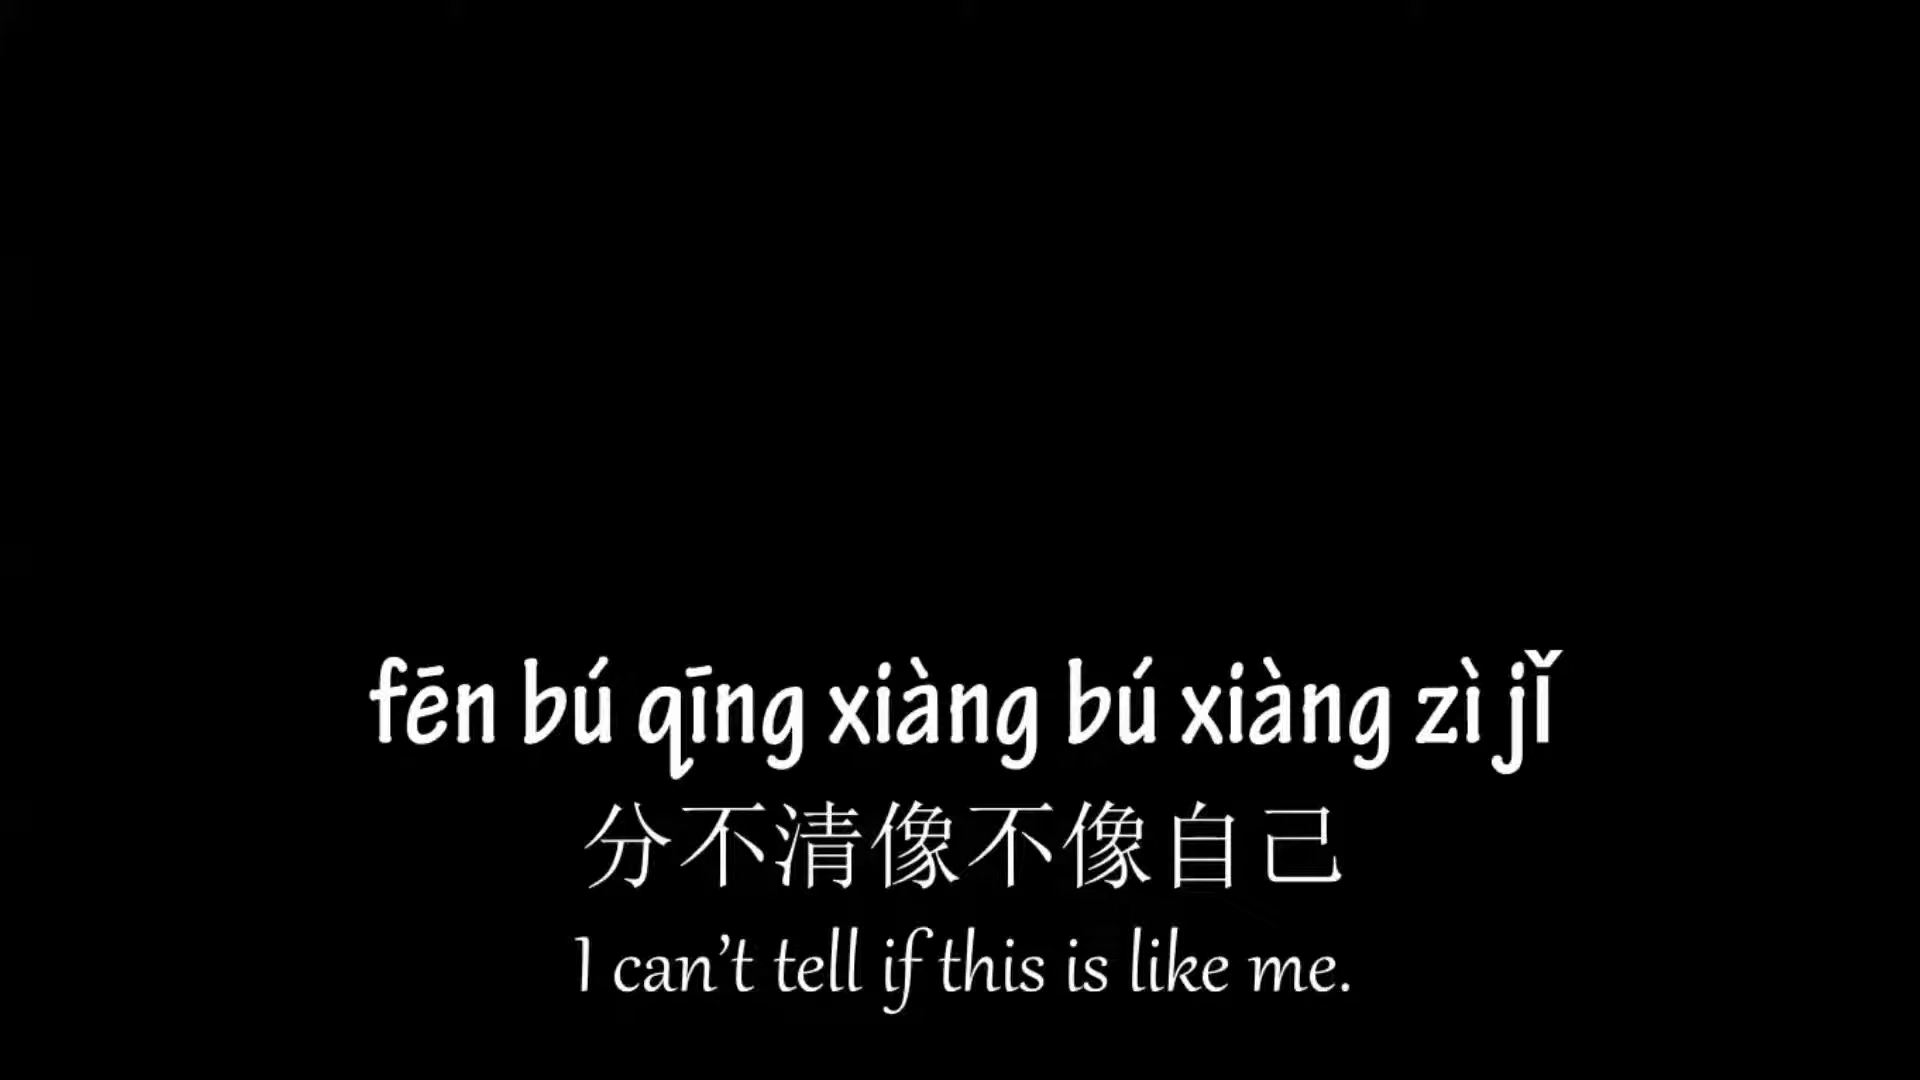 fēn bú qīng xiàng bú xiàng zì jǐ
分不清像不像自己
I can’t tell if this is like me.